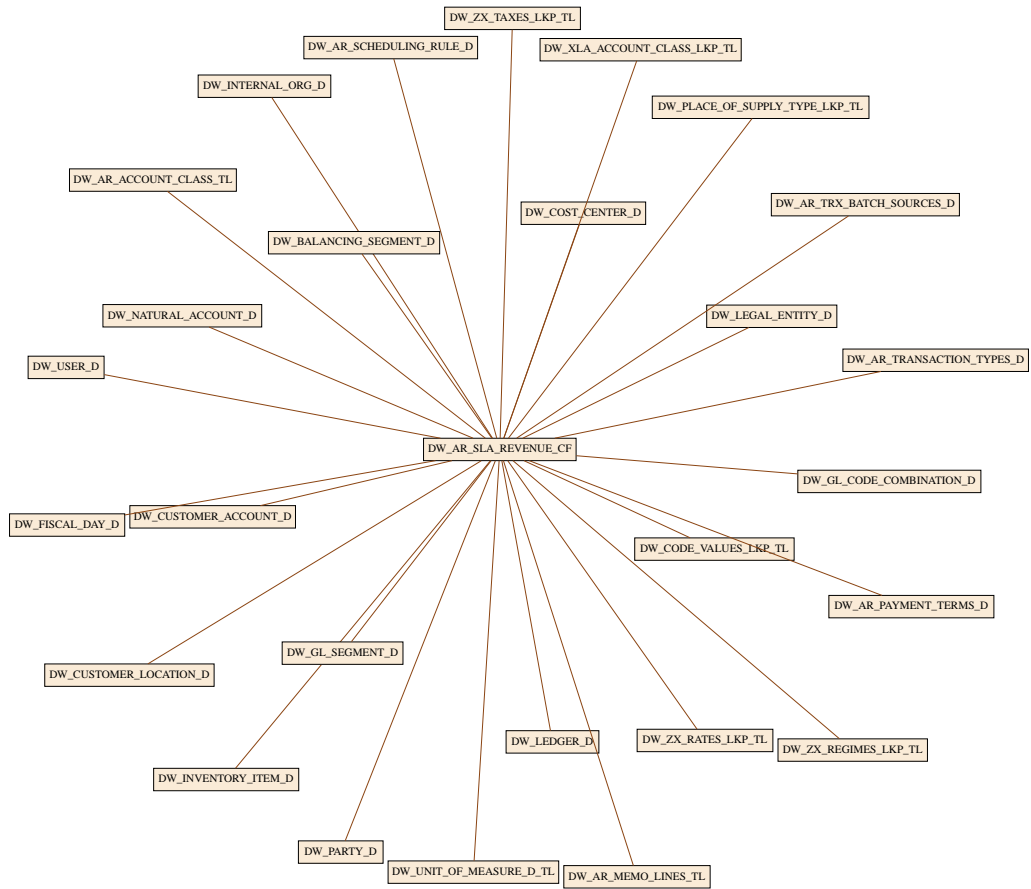 DW_ZX_TAXES_LKP_TL
DW_AR_SCHEDULING_RULE_D
DW_XLA_ACCOUNT_CLASS_LKP_TL
DW_INTERNAL_ORG_D
DW_PLACE_OF_SUPPLY_TYPE_LKP_TL
DW_AR_ACCOUNT_CLASS_TL
DW_AR_TRX_BATCH_SOURCES_D
DW_COST_CENTER_D
DW_BALANCING_SEGMENT_D
DW_NATURAL_ACCOUNT_D
DW_LEGAL_ENTITY_D
DW_AR_TRANSACTION_TYPES_D
DW_USER_D
DW_AR_SLA_REVENUE_CF
DW_GL_CODE_COMBINATION_D
DW_CUSTOMER_ACCOUNT_D
DW_FISCAL_DAY_D
DW_CODE_VALUES_LKP_TL
DW_AR_PAYMENT_TERMS_D
DW_GL_SEGMENT_D
DW_CUSTOMER_LOCATION_D
DW_LEDGER_D
DW_ZX_RATES_LKP_TL
DW_ZX_REGIMES_LKP_TL
DW_INVENTORY_ITEM_D
DW_PARTY_D
DW_UNIT_OF_MEASURE_D_TL
DW_AR_MEMO_LINES_TL